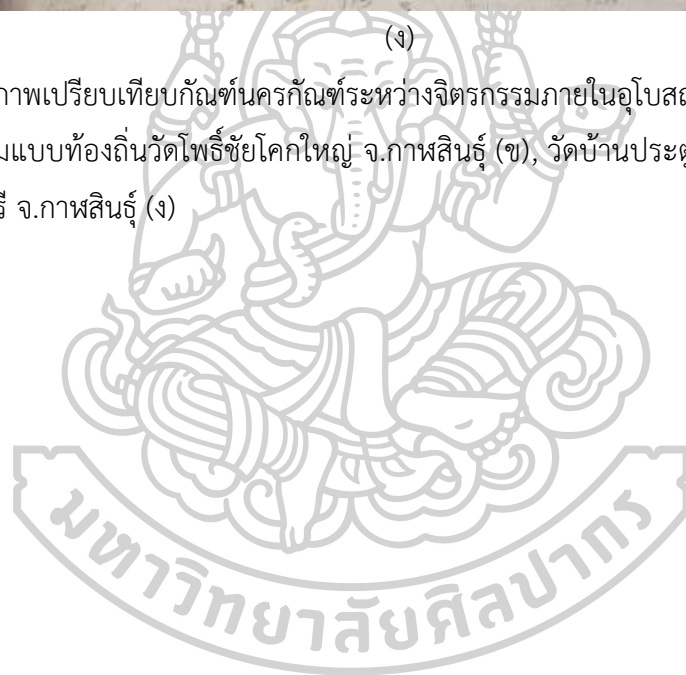 (ง)
ภาพเปรียบเทียบกัณฑ์นครกัณฑ์ระหว่างจิตรกรรมภายในอุโบสถ
มแบบท้องถิ่นวัดโพธิ์ชัยโคกใหญ่ จ.กาฬสินธุ์ (ข), วัดบ้านประตู
รี จ.กาฬสินธุ์ (ง)
มหาวิทยาลัยศิลปากร